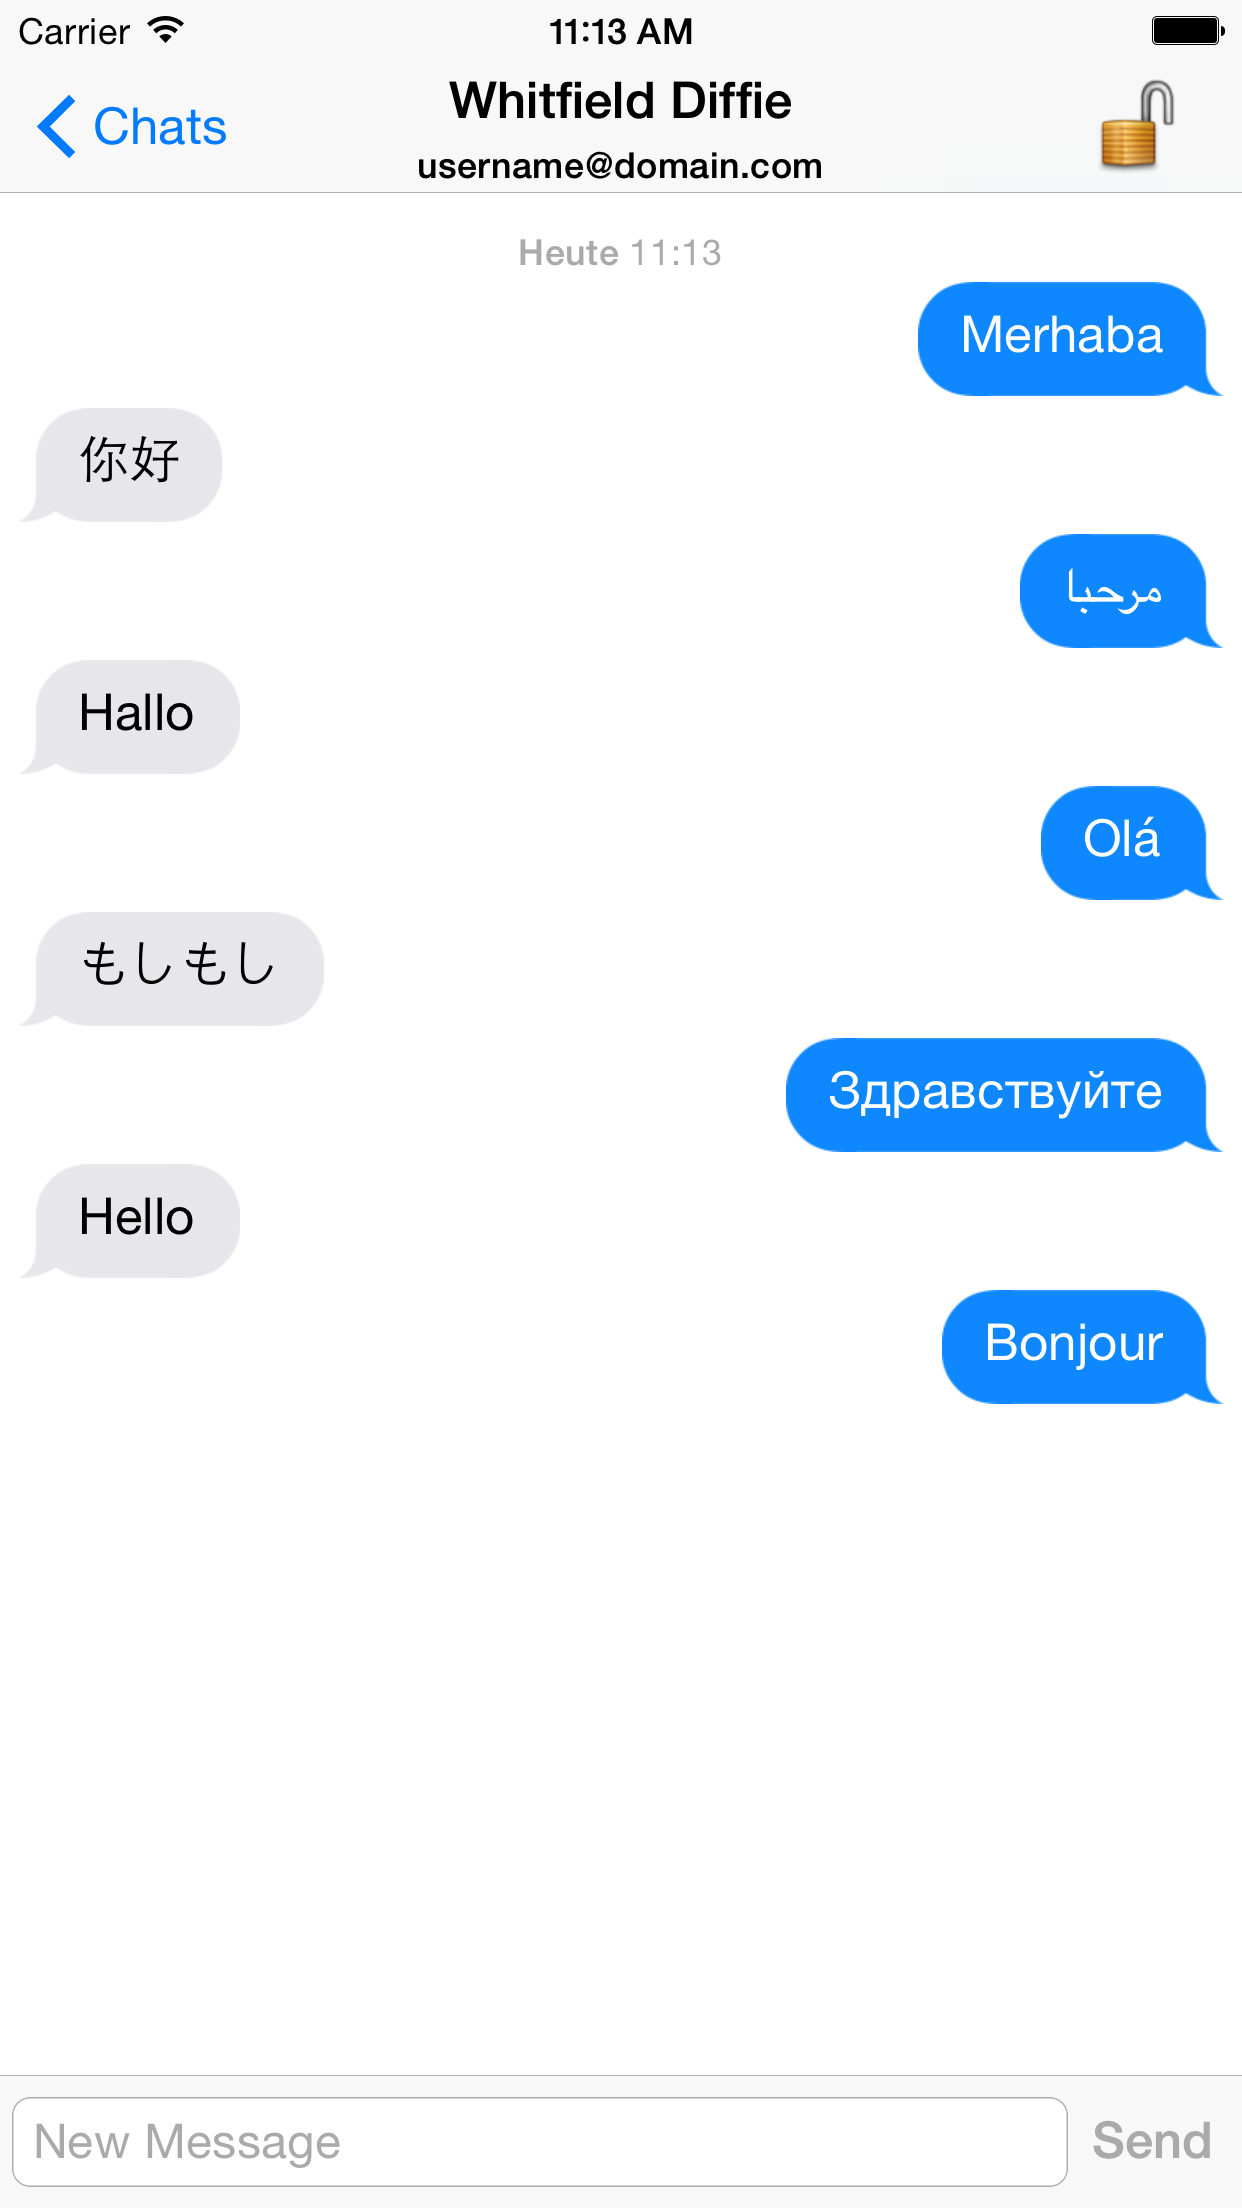 Carrier 11:13 AM
Chats
Whitfield Diffie
username@domain.com
Heute 11:13
Merhaba
你好
مرحبا
Hallo
Olá
もしもし
Здравствуйте
Hello
Bonjour
New Message
Send